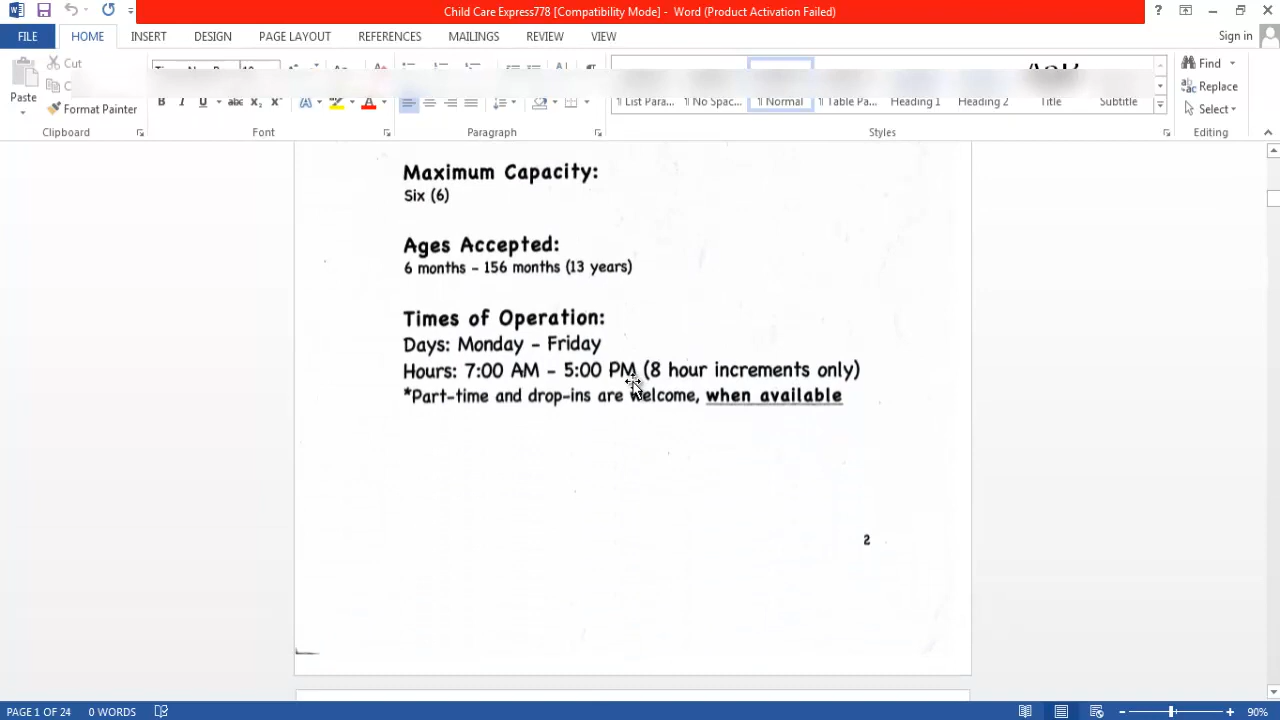 Child Care Express778 [Compatibility Mode] - Word (Product Activation Failed)
FILE HOME INSERT DESIGN PAGE LAYOUT REFERENCES MAILINGS REVIEW VIEW Sign in
Paste Cut
Format Painter
Find
Replace
Select
¶ List Para... ¶ No Spac... ¶ Normal ¶ Table Pa... Heading 1 Heading 2 Title Subtitle
Clipboard Font Paragraph Styles Editing
Maximum Capacity:
Six (6)
Ages Accepted:
6 months - 156 months (13 years)
Times of Operation:
Days: Monday - Friday
Hours: 7:00 AM - 5:00 PM (8 hour increments only)
*Part-time and drop-ins are welcome, when available
2
PAGE 1 OF 24 0 WORDS 90%